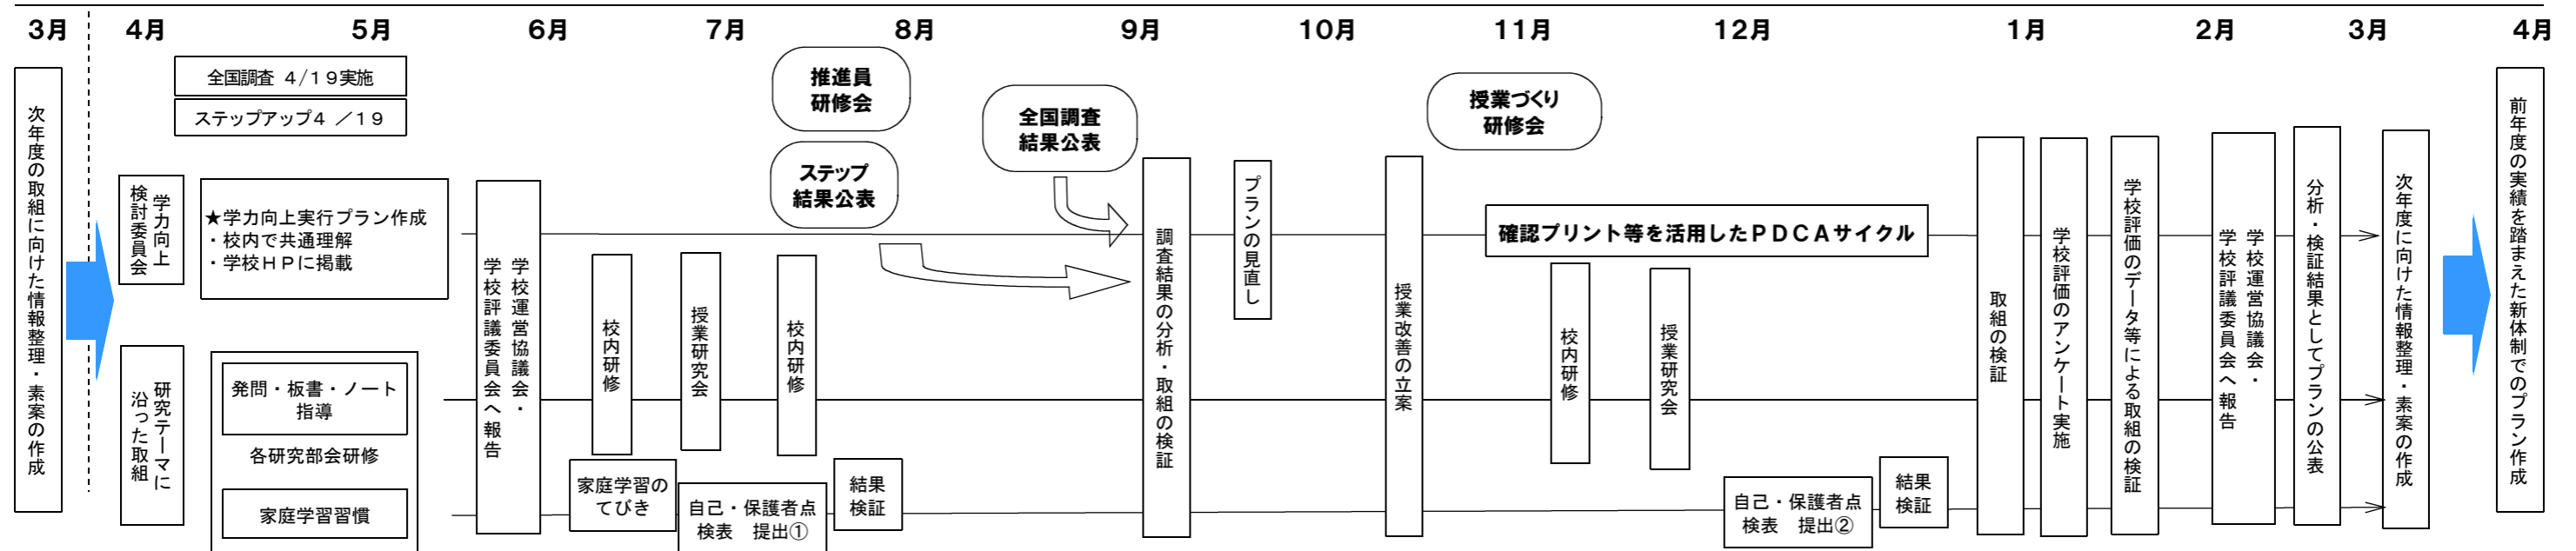 3月
4月
5月
6月
7月
8月
9月
10月
11月
12月
1月
2月
3月
4月
次年度の取組に向けた情報整理・素案の作成
全国調査 4/19実施
ステップアップ4 /19
学力向上
検討委員会
★学力向上実行プラン作成
・校内で共通理解
・学校HPに掲載
研究テーマに
沿った取組
発問・板書・ノート
指導
各研究部会研修
家庭学習習慣
学校運営協議会・
学校評議委員会へ報告
校内研修
授業研究会
校内研修
家庭学習の
てびき
自己・保護者点
検表 提出①
結果
検証
推進員
研修会
ステップ
結果公表
全国調査
結果公表
調査結果の分析・取組の検証
プランの見直し
授業改善の立案
授業づくり
研修会
確認プリント等を活用したPDCAサイクル
校内研修
授業研究会
自己・保護者点
検表 提出②
結果
検証
取組の検証
学校評価のアンケート実施
学校評価のデータ等による取組の検証
学校運営協議会・
学校評議委員会へ報告
分析・検証結果としてプランの公表
次年度に向けた情報整理・素案の作成
前年度の実績を踏まえた新体制でのプラン作成